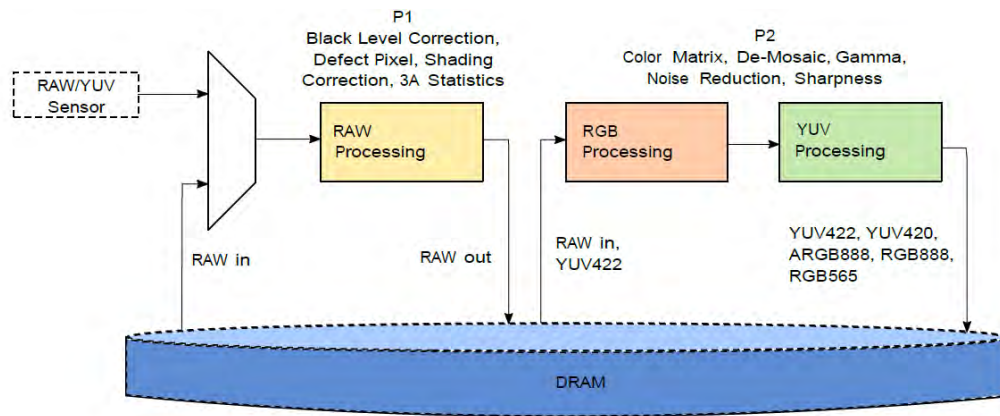 P1
Black Level Correction,
Defect Pixel, Shading
Correction, 3A Statistics
P2
Color Matrix, De-Mosaic, Gamma,
Noise Reduction, Sharpness
RAW/YUV
Sensor
RAW
Processing
RGB
Processing
YUV
Processing
RAW in
RAW out
RAW in,
YUV422
YUV422, YUV420,
ARGB888, RGB888,
RGB565
DRAM